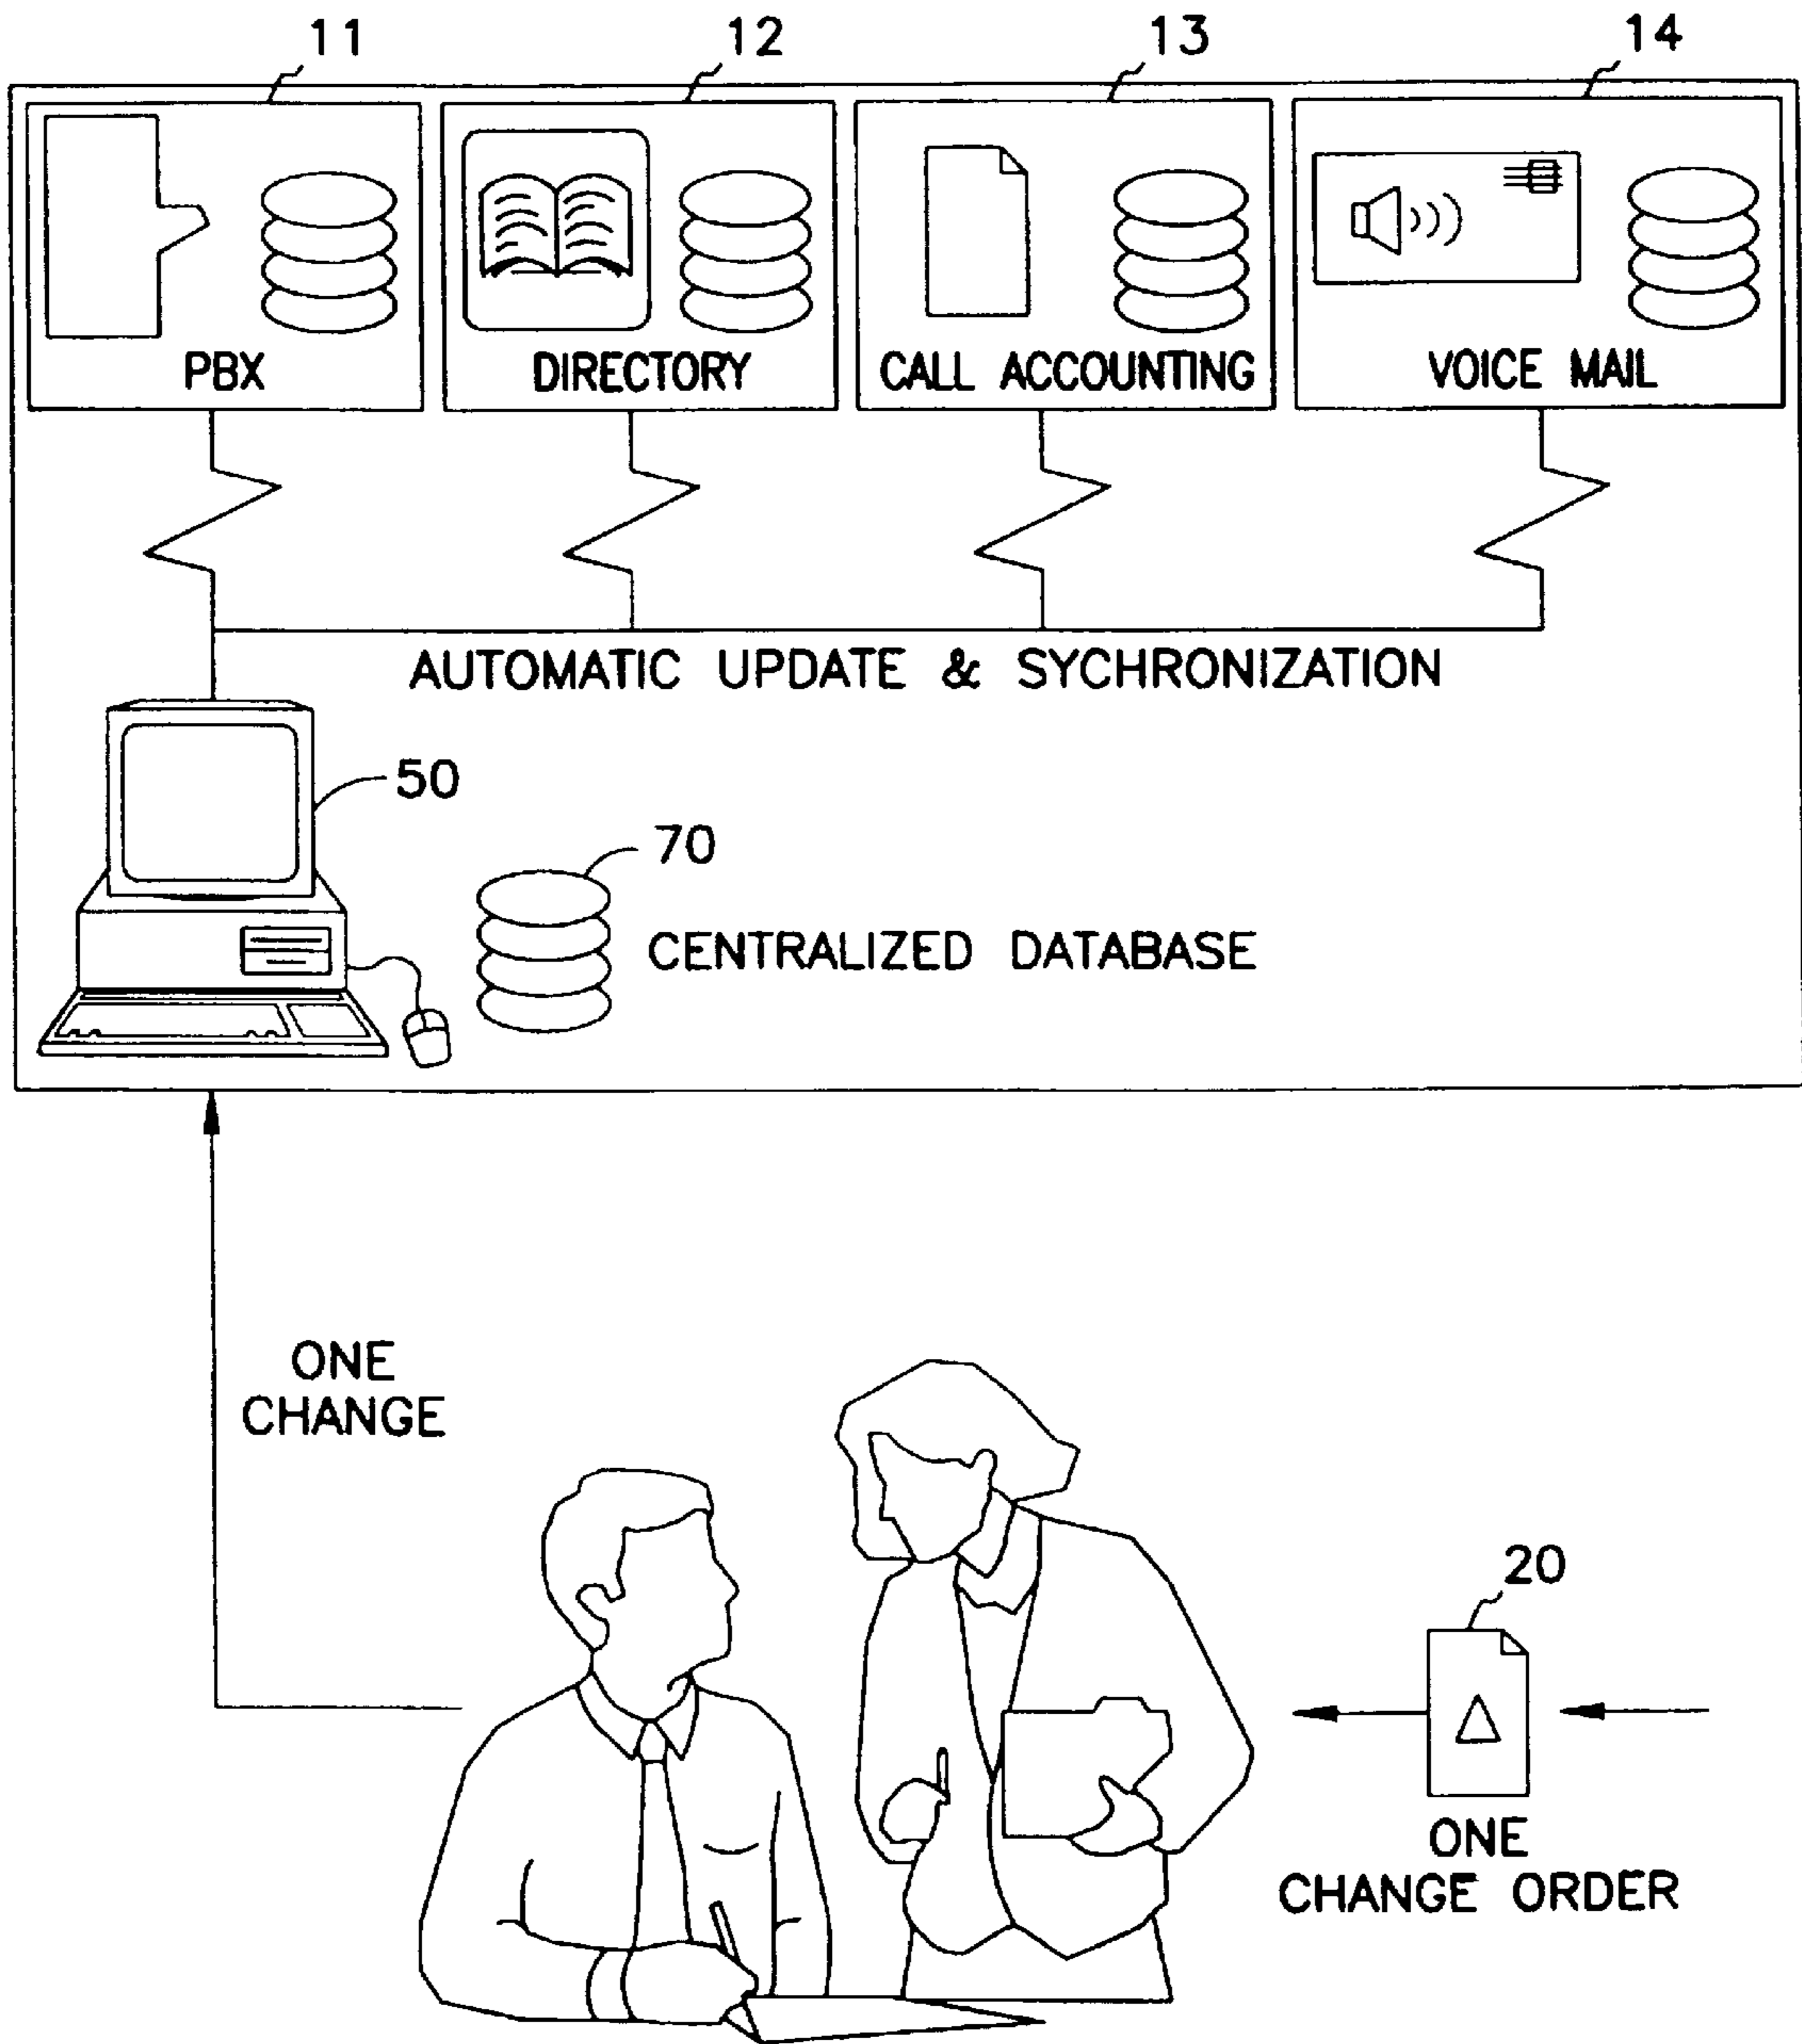 11
12
13
14
PBX
DIRECTORY
CALL ACCOUNTING
VOICE MAIL
AUTOMATIC UPDATE & SYCHRONIZATION
50
70
CENTRALIZED DATABASE
ONE
CHANGE
20
ONE
CHANGE ORDER